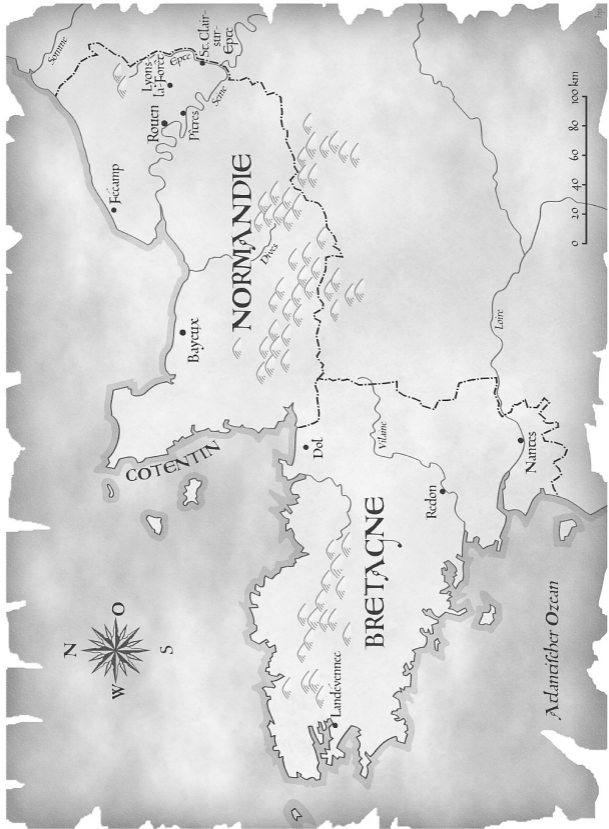 Somme
N
Fécamp
W
O
Lyons-
la-Forêt
Rouen
S
COTENTIN
Epte
Bayeux
Pîtres
St. Clair-
sur-
Epte
Seine
NORMANDIE
Dives
Dol
Landévennec
BRETAGNE
Vilaine
Redon
Loire
Nantes
Atlantischer Ozean
0 20 40 60 80 100 km